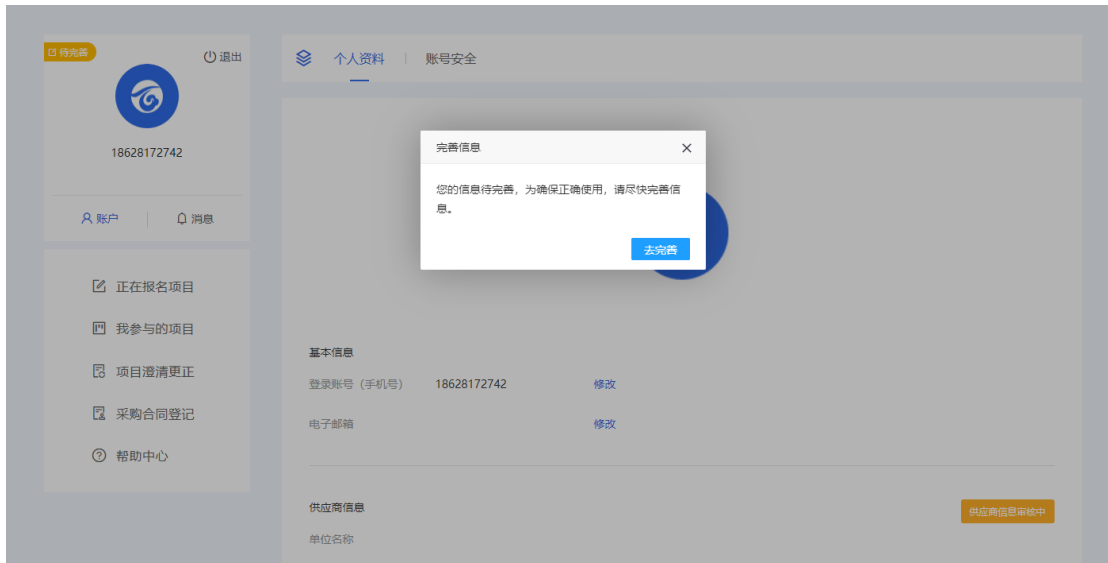 待完善
退出
18628172742
账户
消息
正在报名项目
我参与的项目
项目澄清更正
采购合同登记
帮助中心
个人资料
账号安全
完善信息
您的信息待完善，为确保正确使用，请尽快完善信
息。
去完善
基本信息
登录账号（手机号） 18628172742 修改
电子邮箱 修改
供应商信息
供应商信息审核中
单位名称